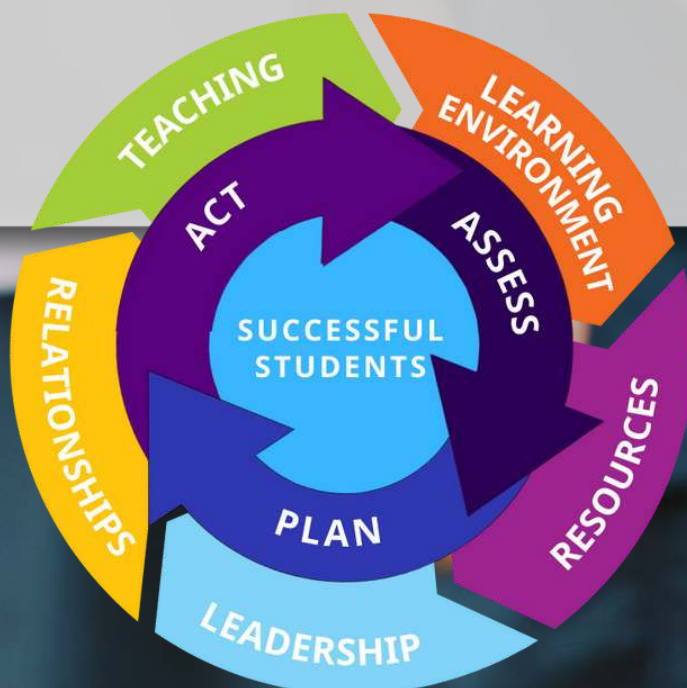 TEACHING
LEARNING
ENVIRONMENT
ACT
ASSESS
SUCCESSFUL
STUDENTS
RELATIONSHIPS
RESOURCES
PLAN
LEADERSHIP